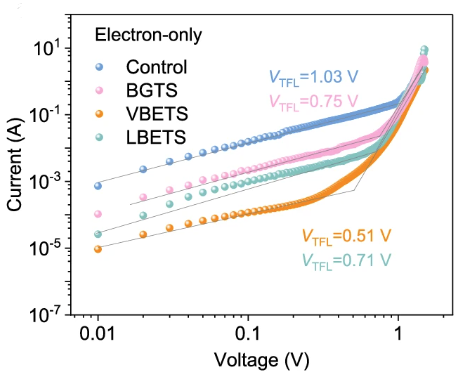 Electron-only
Control
BGTS
VBETS
LBETS
V_TFL=1.03 V
V_TFL=0.75 V
V_TFL=0.51 V
V_TFL=0.71 V
Current (A)
10^1
10^-1
10^-3
10^-5
10^-7
0.01 0.1 1
Voltage (V)